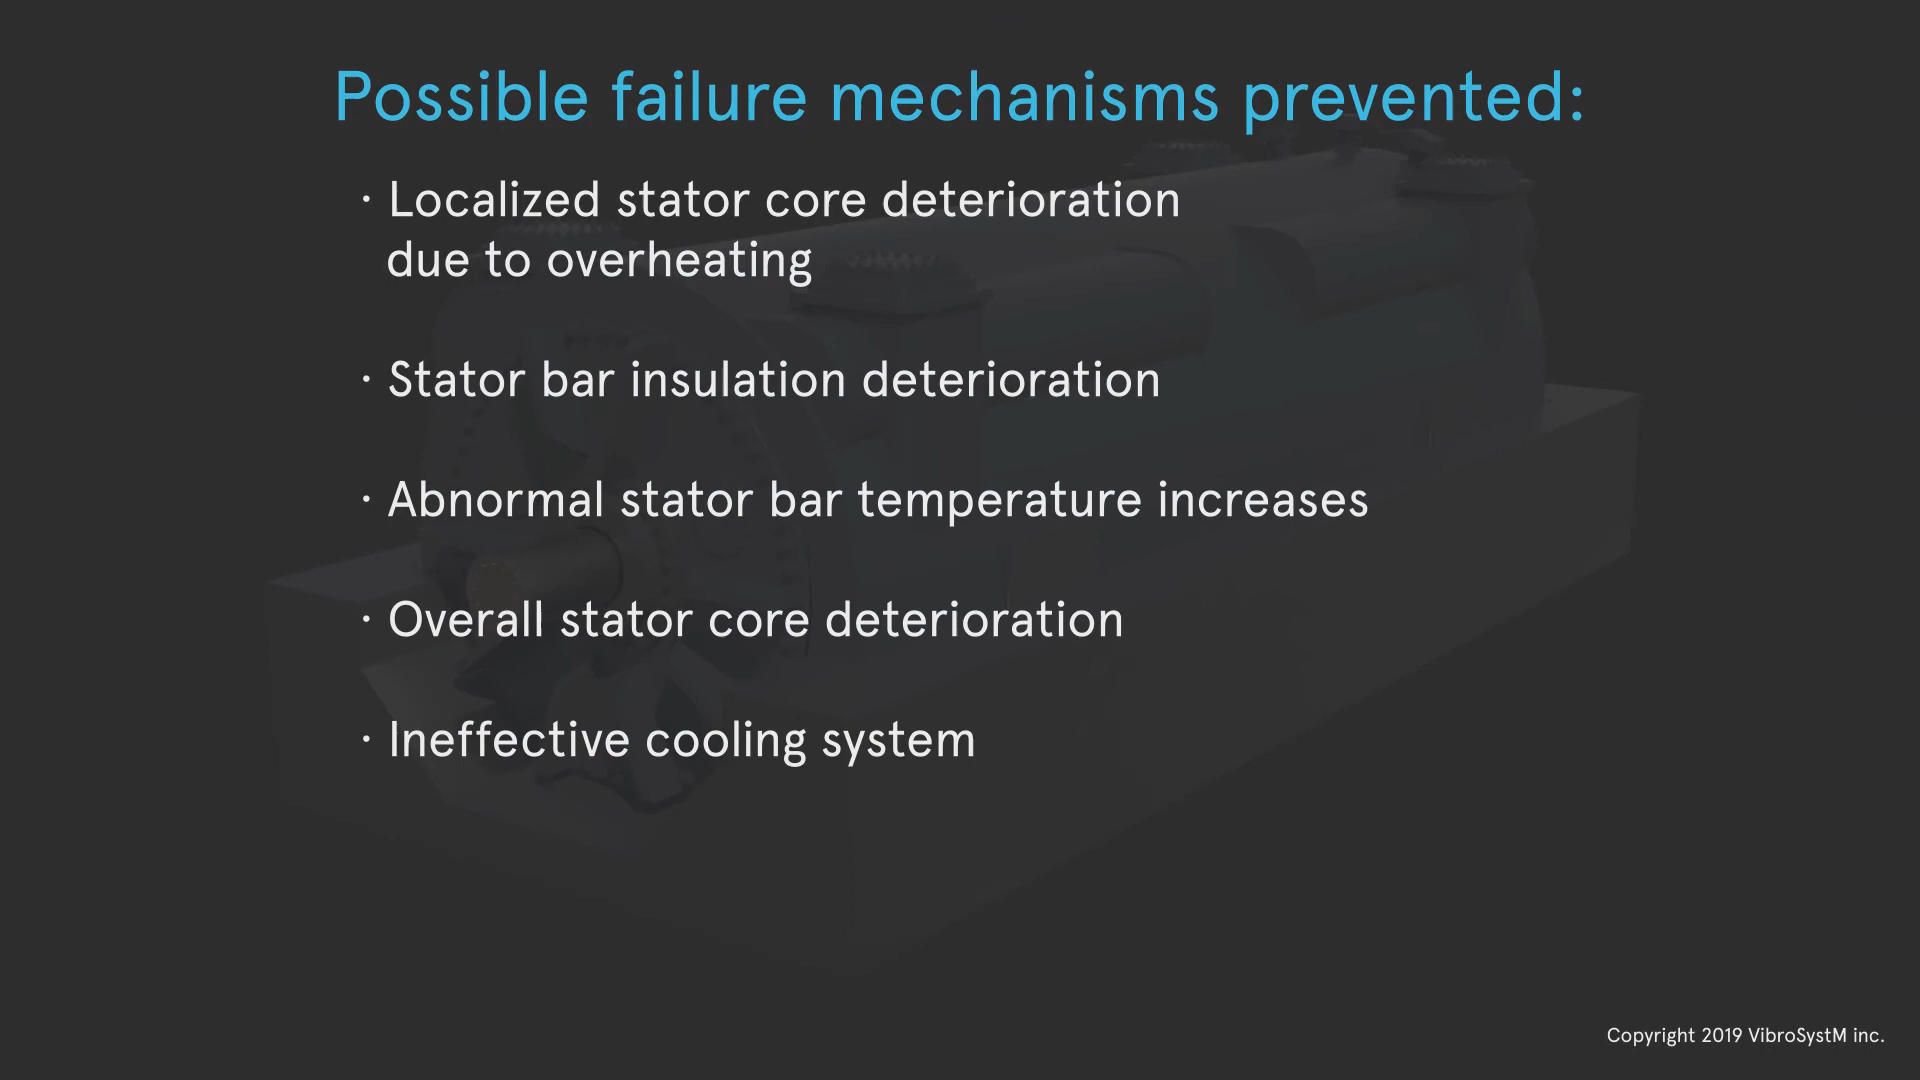 Possible failure mechanisms prevented:
· Localized stator core deterioration
due to overheating
· Stator bar insulation deterioration
· Abnormal stator bar temperature increases
· Overall stator core deterioration
· Ineffective cooling system
Copyright 2019 VibroSystM inc.